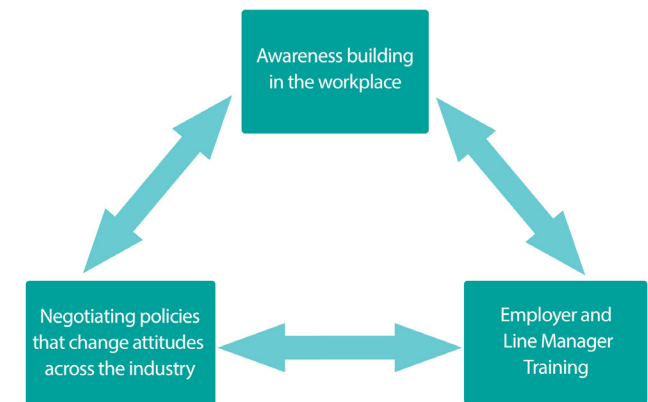 Awareness building
in the workplace
Negotiating policies
that change attitudes
across the industry
Employer and
Line Manager
Training